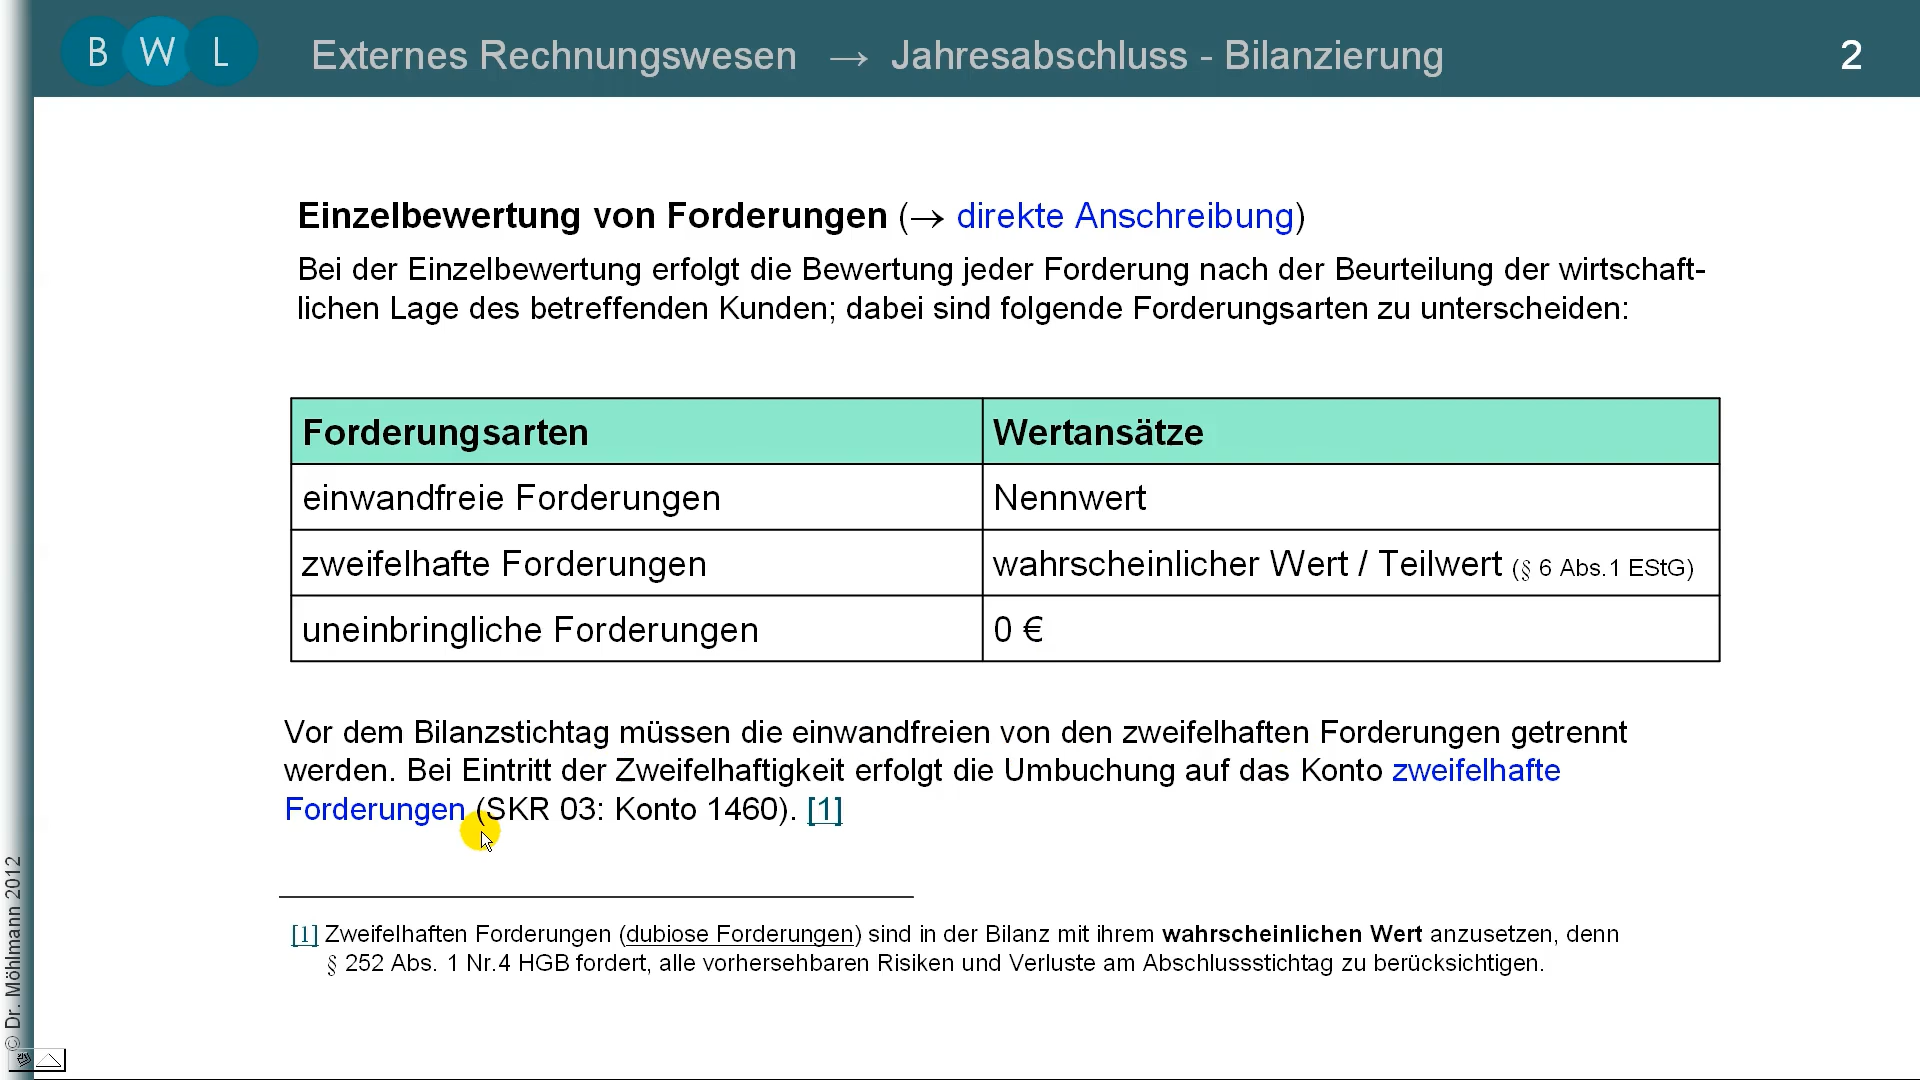 B W L
Externes Rechnungswesen → Jahresabschluss - Bilanzierung
2
Einzelbewertung von Forderungen (→ direkte Anschreibung)
Bei der Einzelbewertung erfolgt die Bewertung jeder Forderung nach der Beurteilung der wirtschaft-
lichen Lage des betreffenden Kunden; dabei sind folgende Forderungsarten zu unterscheiden:
Forderungsarten Wertansätze
einwandfreie Forderungen Nennwert
zweifelhafte Forderungen wahrscheinlicher Wert / Teilwert (§ 6 Abs.1 EStG)
uneinbringliche Forderungen 0 €
Vor dem Bilanzstichtag müssen die einwandfreien von den zweifelhaften Forderungen getrennt
werden. Bei Eintritt der Zweifelhaftigkeit erfolgt die Umbuchung auf das Konto zweifelhafte
Forderungen (SKR 03: Konto 1460). [1]
[1] Zweifelhaften Forderungen (dubiose Forderungen) sind in der Bilanz mit ihrem wahrscheinlichen Wert anzusetzen, denn
§ 252 Abs. 1 Nr.4 HGB fordert, alle vorhersehbaren Risiken und Verluste am Abschlussstichtag zu berücksichtigen.
© Dr. Möhlmann 2012